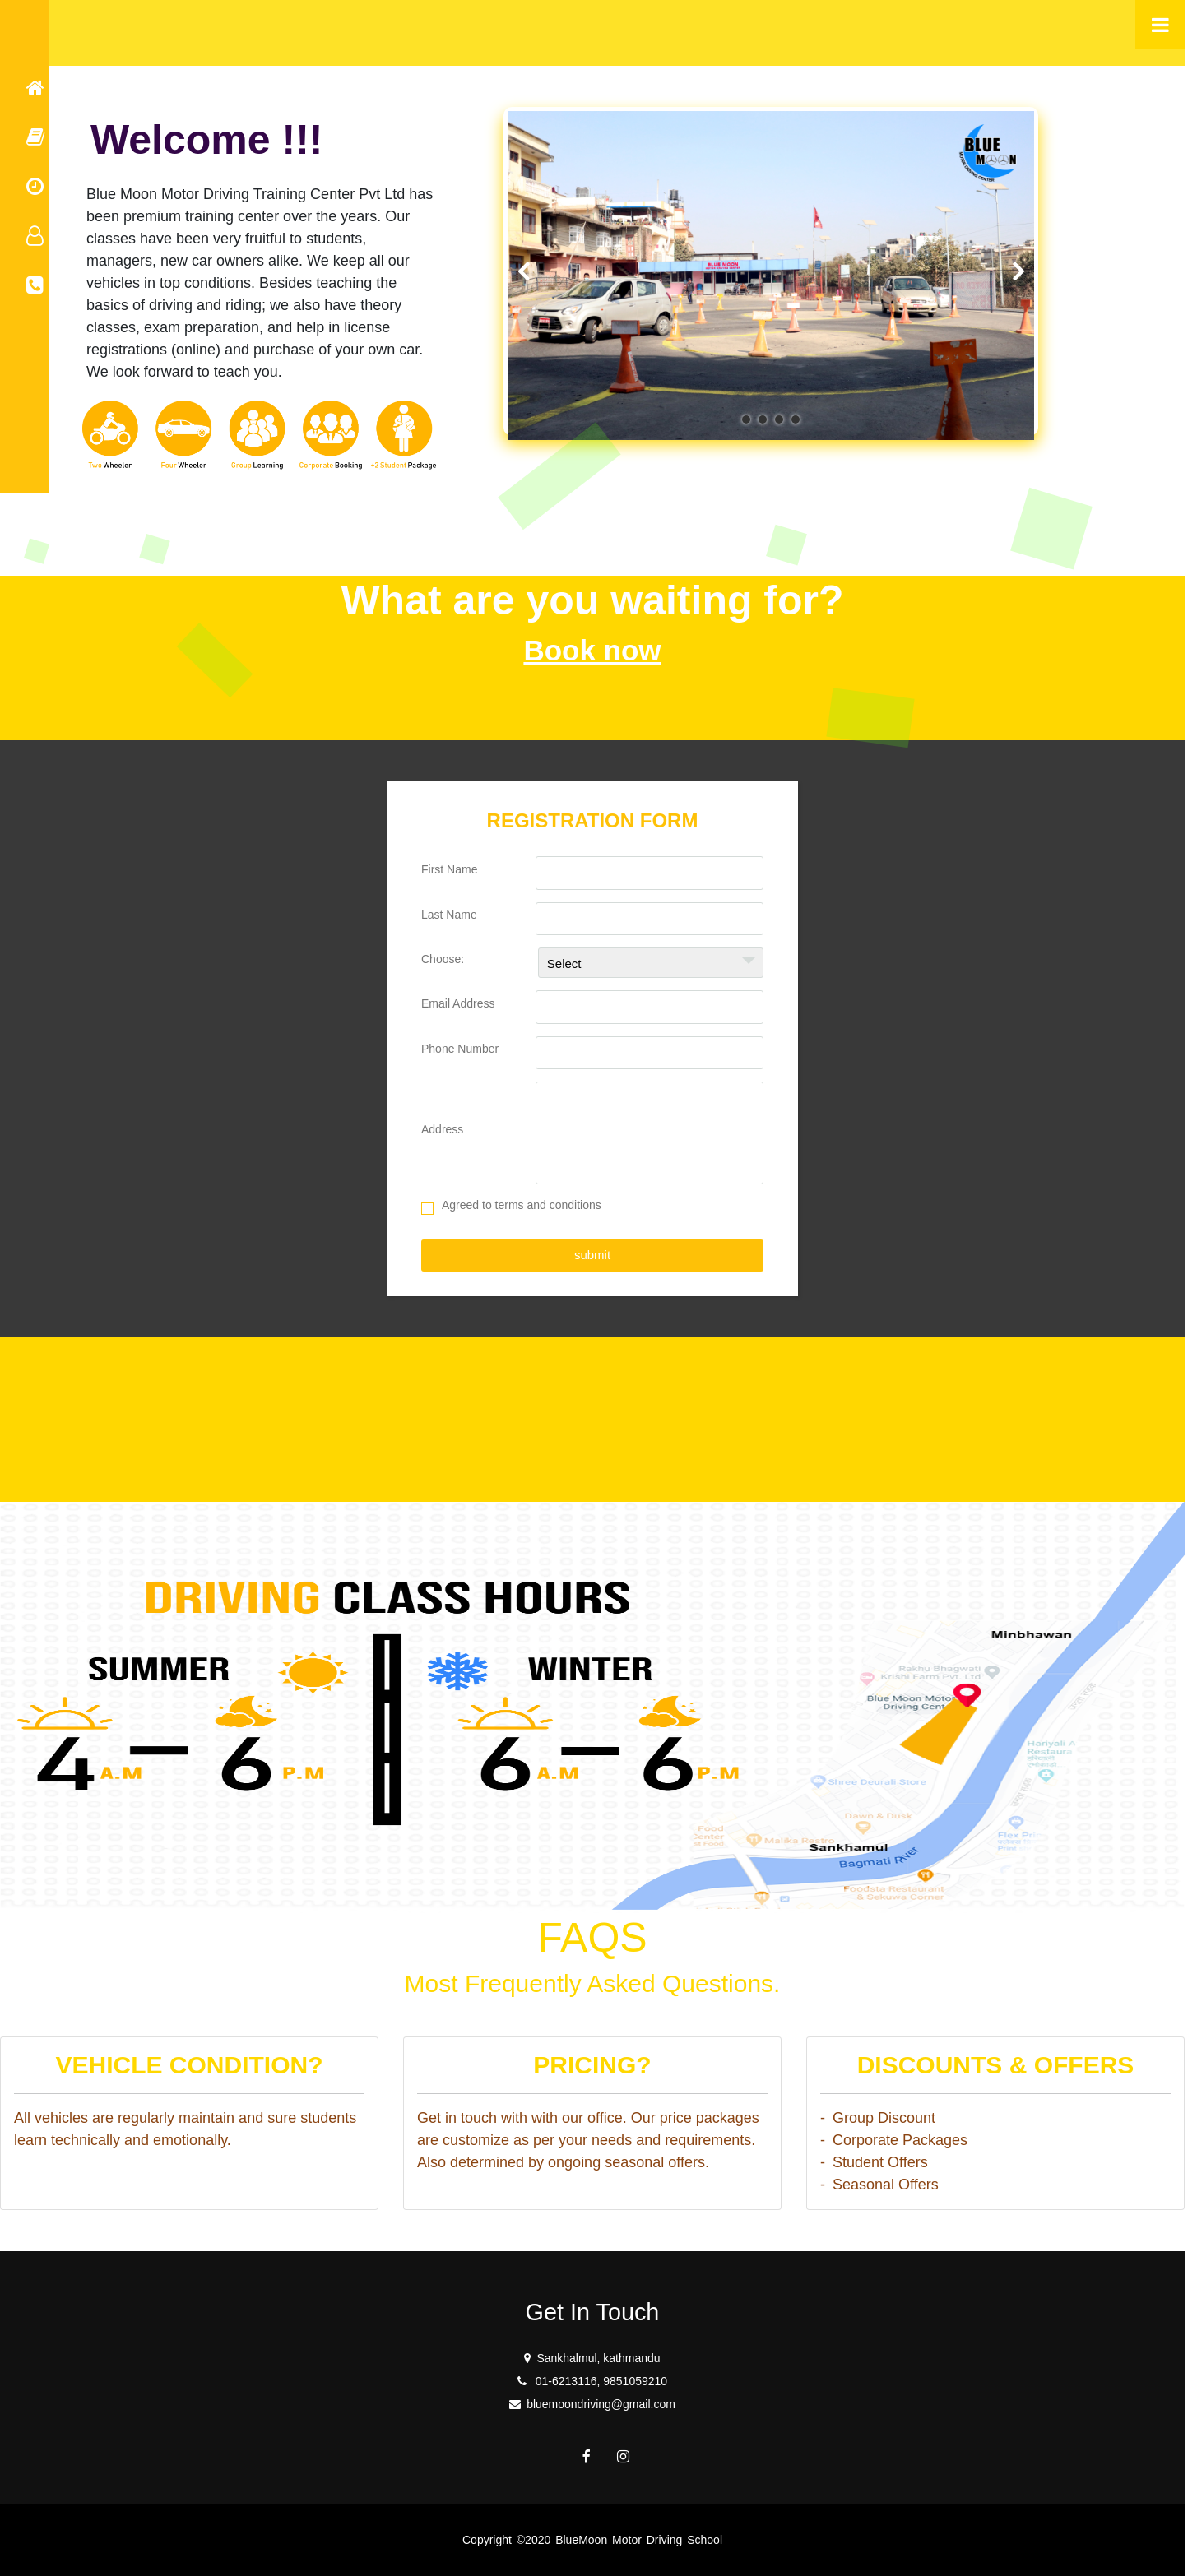 Welcome !!!
Blue Moon Motor Driving Training Center Pvt Ltd has
been premium training center over the years. Our
classes have been very fruitful to students,
managers, new car owners alike. We keep all our
vehicles in top conditions. Besides teaching the
basics of driving and riding; we also have theory
classes, exam preparation, and help in license
registrations (online) and purchase of your own car.
We look forward to teach you.
BLUE
MOON
MOTOR DRIVING CENTER
BLUE MOON
Two Wheeler
Four Wheeler
Group Learning
Corporate Booking
+2 Student Package
What are you waiting for?
Book now
REGISTRATION FORM
First Name
Last Name
Choose:
Select
Email Address
Phone Number
Address
Agreed to terms and conditions
submit
DRIVING CLASS HOURS
SUMMER
WINTER
4 A.M — 6 P.M
6 A.M — 6 P.M
Minbhawan
Rakhu Bhagwati
Krishi Farm Pvt. Ltd
Blue Moon Motor
Driving Cent
Hariyali A
Restaura
Shree Deurali Store
Dawn & Dusk
Food
Center
Malika Restro
Flex Pri
Sankhamul
Bagmati River
Foodsta Restaurant
& Sekuwa Corner
FAQS
Most Frequently Asked Questions.
VEHICLE CONDITION?
All vehicles are regularly maintain and sure students
learn technically and emotionally.
PRICING?
Get in touch with with our office. Our price packages
are customize as per your needs and requirements.
Also determined by ongoing seasonal offers.
DISCOUNTS & OFFERS
- Group Discount
- Corporate Packages
- Student Offers
- Seasonal Offers
Get In Touch
Sankhalmul, kathmandu
01-6213116, 9851059210
bluemoondriving@gmail.com
Copyright ©2020 BlueMoon Motor Driving School